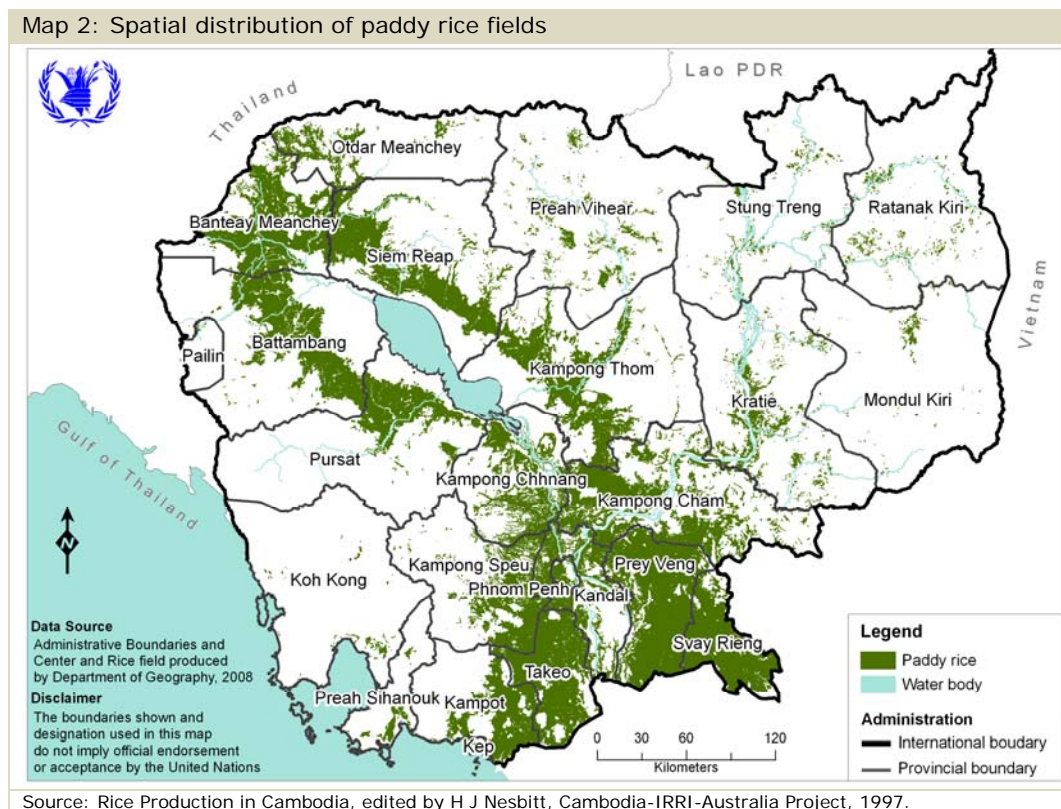 Map 2: Spatial distribution of paddy rice fields
Lao PDR
Thailand
Otdar Meanchey
Preah Vihear
Stung Treng
Ratanak Kiri
Banteay Meanchey
Siem Reap
Vietnam
Battambang
Pailin
Kampong Thom
Kratie
Mondul Kiri
Gulf of Thailand
Pursat
Kampong Chhnang
Kampong Cham
Koh Kong
Kampong Speu
Prey Veng
Phnom Penh
Kandal
Svay Rieng
Takeo
Preah Sihanouk
Kampot
Kep
N
Data Source
Administrative Boundaries and
Center and Rice field produced
by Department of Geography, 2008
Disclaimer
The boundaries shown and
designation used in this map
do not imply official endorsement
or acceptance by the United Nations
0 30 60 120
Kilometers
Legend
Paddy rice
Water body
Administration
International boudary
Provincial boundary
Source: Rice Production in Cambodia, edited by H J Nesbitt, Cambodia-IRRI-Australia Project, 1997.